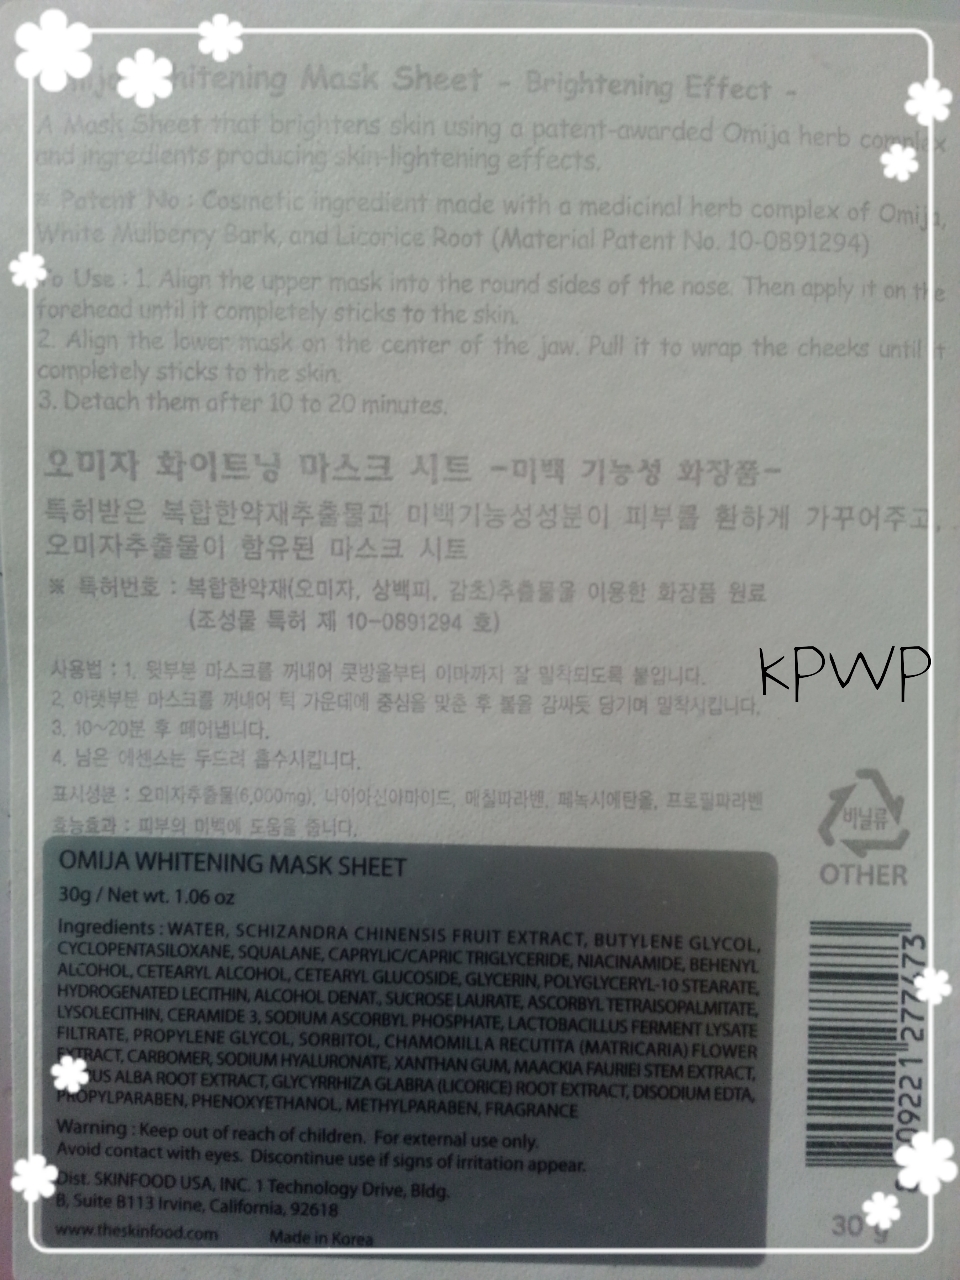 Whitening Mask Sheet - Brightening Effect -
A Mask Sheet that brightens skin using a patent-awarded Omija herb complex
and ingredients producing skin-lightening effects.
※ Patent No : Cosmetic ingredient made with a medicinal herb complex of Omija,
White Mulberry Bark, and Licorice Root (Material Patent No. 10-0891294)
To Use : 1. Align the upper mask into the round sides of the nose. Then apply it on the
forehead until it completely sticks to the skin.
2. Align the lower mask on the center of the jaw. Pull it to wrap the cheeks until it
completely sticks to the skin.
3. Detach them after 10 to 20 minutes.
오미자 화이트닝 마스크 시트 -미백 기능성 화장품-
특허받은 복합한약재추출물과 미백기능성성분이 피부를 환하게 가꾸어주고,
오미자추출물이 함유된 마스크 시트
※ 특허번호 : 복합한약재(오미자, 상백피, 감초)추출물을 이용한 화장품 원료
(조성물 특허 제 10-0891294 호)
사용법 : 1. 윗부분 마스크를 꺼내어 콧방울부터 이마까지 잘 밀착되도록 붙입니다.
2. 아랫부분 마스크를 꺼내어 턱 가운데에 중심을 맞춘 후 볼을 감싸듯 당기며 밀착시킵니다.
3. 10~20분 후 떼어냅니다.
4. 남은 에센스는 두드려 흡수시킵니다.
표시성분 : 오미자추출물(6,000mg), 나이아신아마이드, 메칠파라벤, 페녹시에탄올, 프로필파라벤
효능효과 : 피부의 미백에 도움을 줍니다.
KPWP
비닐류
OTHER
OMIJA WHITENING MASK SHEET
30g / Net wt. 1.06 oz
Ingredients : WATER, SCHIZANDRA CHINENSIS FRUIT EXTRACT, BUTYLENE GLYCOL,
CYCLOPENTASILOXANE, SQUALANE, CAPRYLIC/CAPRIC TRIGLYCERIDE, NIACINAMIDE, BEHENYL
ALCOHOL, CETEARYL ALCOHOL, CETEARYL GLUCOSIDE, GLYCERIN, POLYGLYCERYL-10 STEARATE,
HYDROGENATED LECITHIN, ALCOHOL DENAT., SUCROSE LAURATE, ASCORBYL TETRAISOPALMITATE,
LYSOLECITHIN, CERAMIDE 3, SODIUM ASCORBYL PHOSPHATE, LACTOBACILLUS FERMENT LYSATE
FILTRATE, PROPYLENE GLYCOL, SORBITOL, CHAMOMILLA RECUTITA (MATRICARIA) FLOWER
EXTRACT, CARBOMER, SODIUM HYALURONATE, XANTHAN GUM, MAACKIA FAURIEI STEM EXTRACT,
ALBA ROOT EXTRACT, GLYCYRRHIZA GLABRA (LICORICE) ROOT EXTRACT, DISODIUM EDTA,
PROPYLPARABEN, PHENOXYETHANOL, METHYLPARABEN, FRAGRANCE
Warning : Keep out of reach of children. For external use only.
Avoid contact with eyes. Discontinue use if signs of irritation appear.
Dist. SKINFOOD USA, INC. 1 Technology Drive, Bldg.
B, Suite B113 Irvine, California, 92618
www.theskinfood.com Made in Korea
30 g